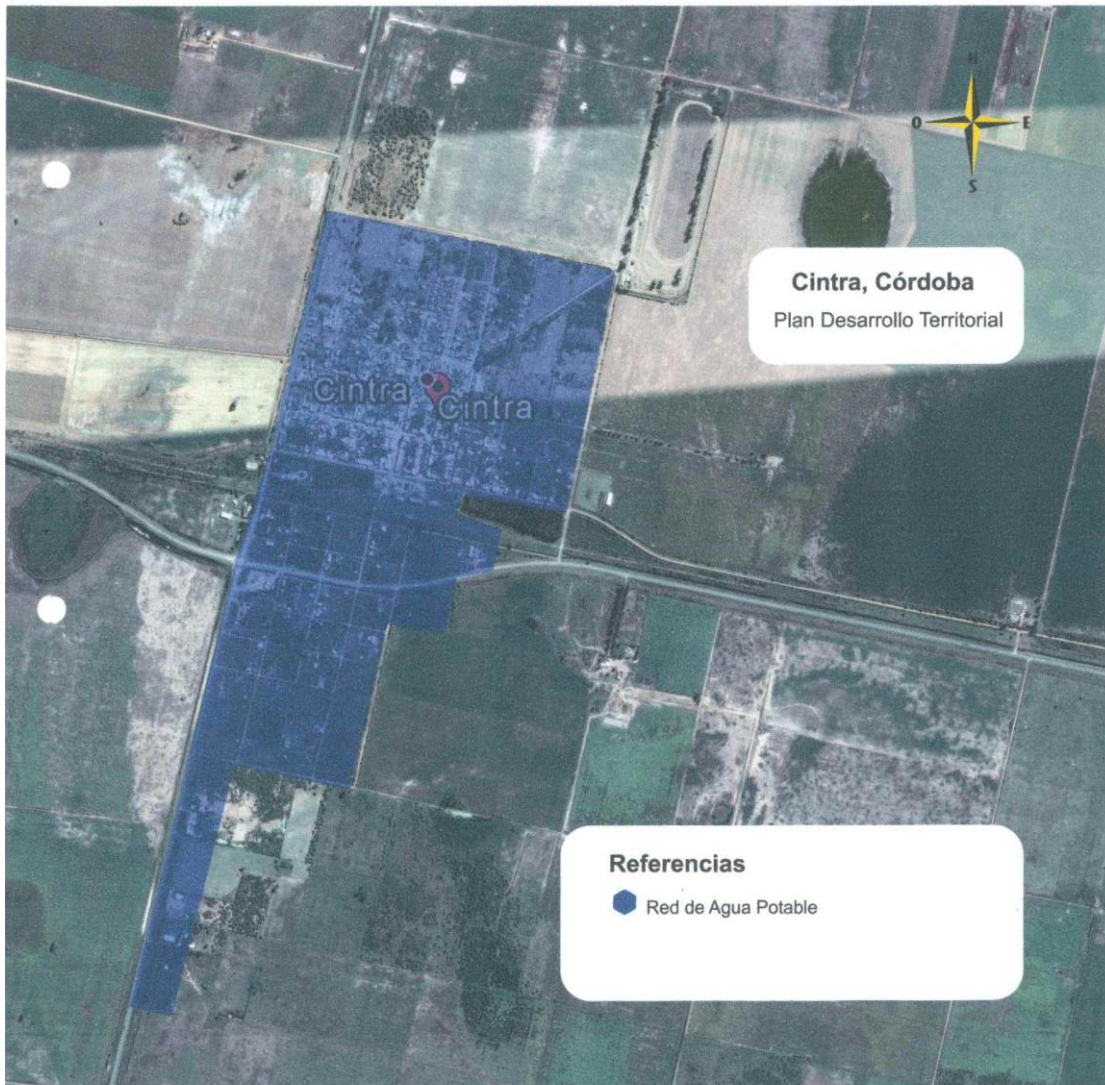 N
O E
S
Cintra, Córdoba
Plan Desarrollo Territorial
Cintra
Cintra
Referencias
Red de Agua Potable